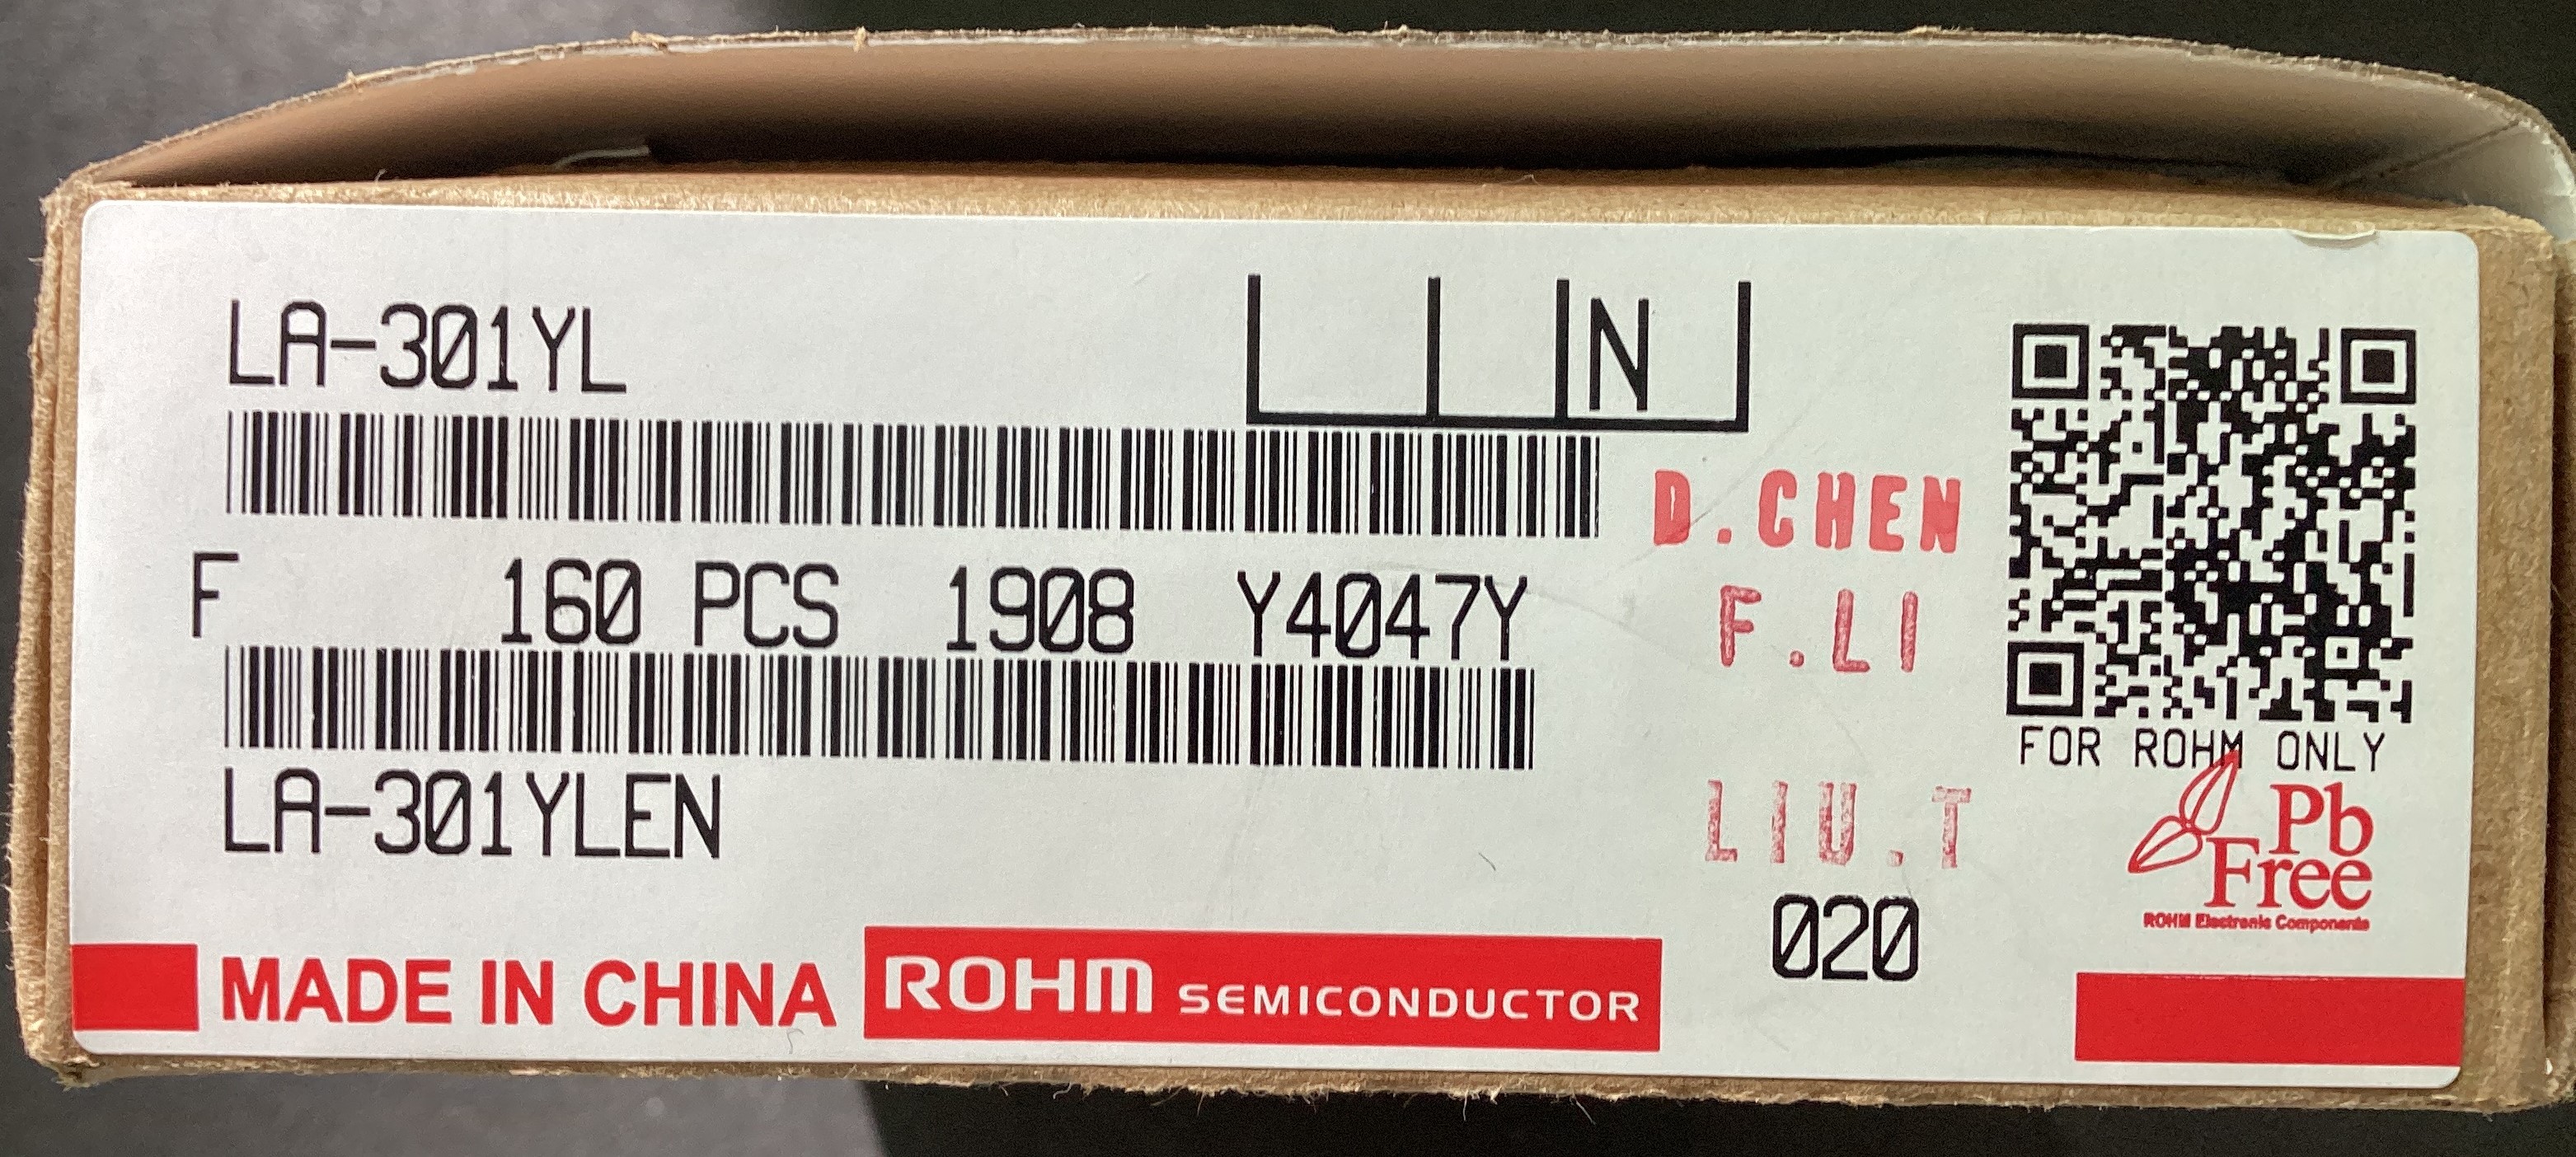 LA-301YL
N
D.CHEN
F 160 PCS 1908 Y4047Y
F.LI
FOR ROHM ONLY
LA-301YLEN
LIU.T
Pb
Free
ROHM Electronic Components
020
MADE IN CHINA ROHM SEMICONDUCTOR